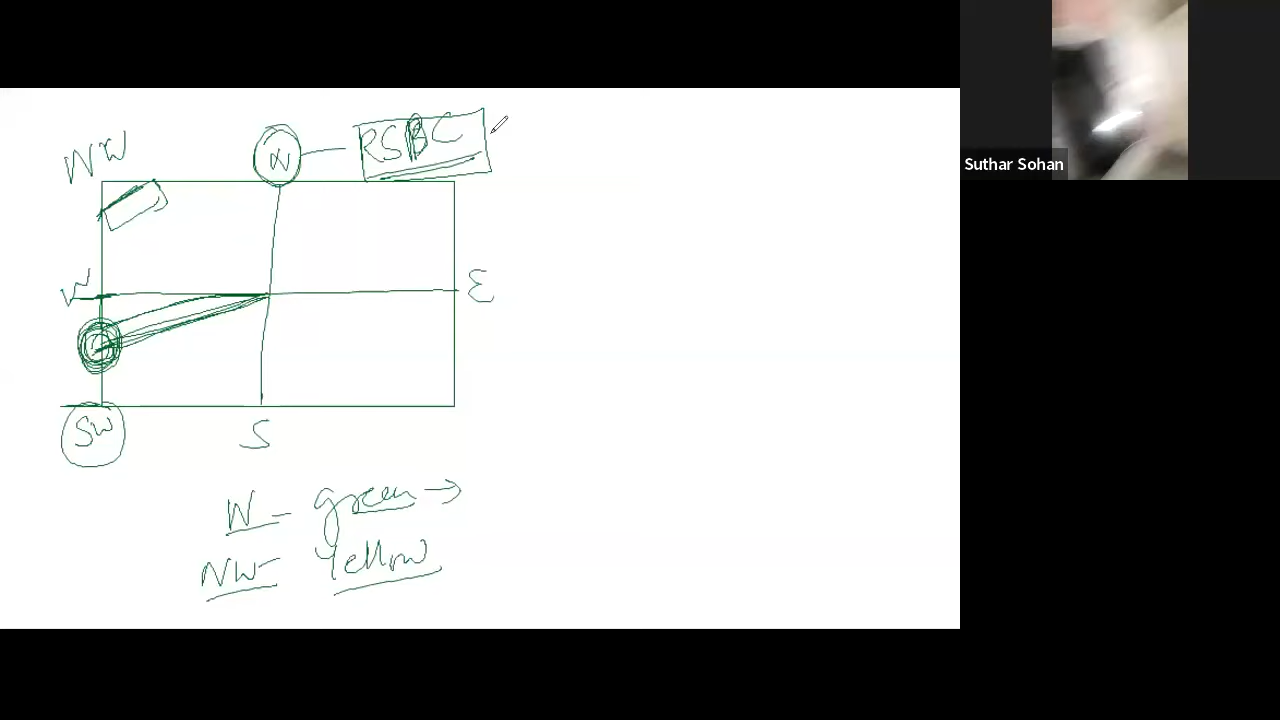 NW
N
RSBC
W
E
SW
S
W - green →
NW - Yellow
Suthar Sohan